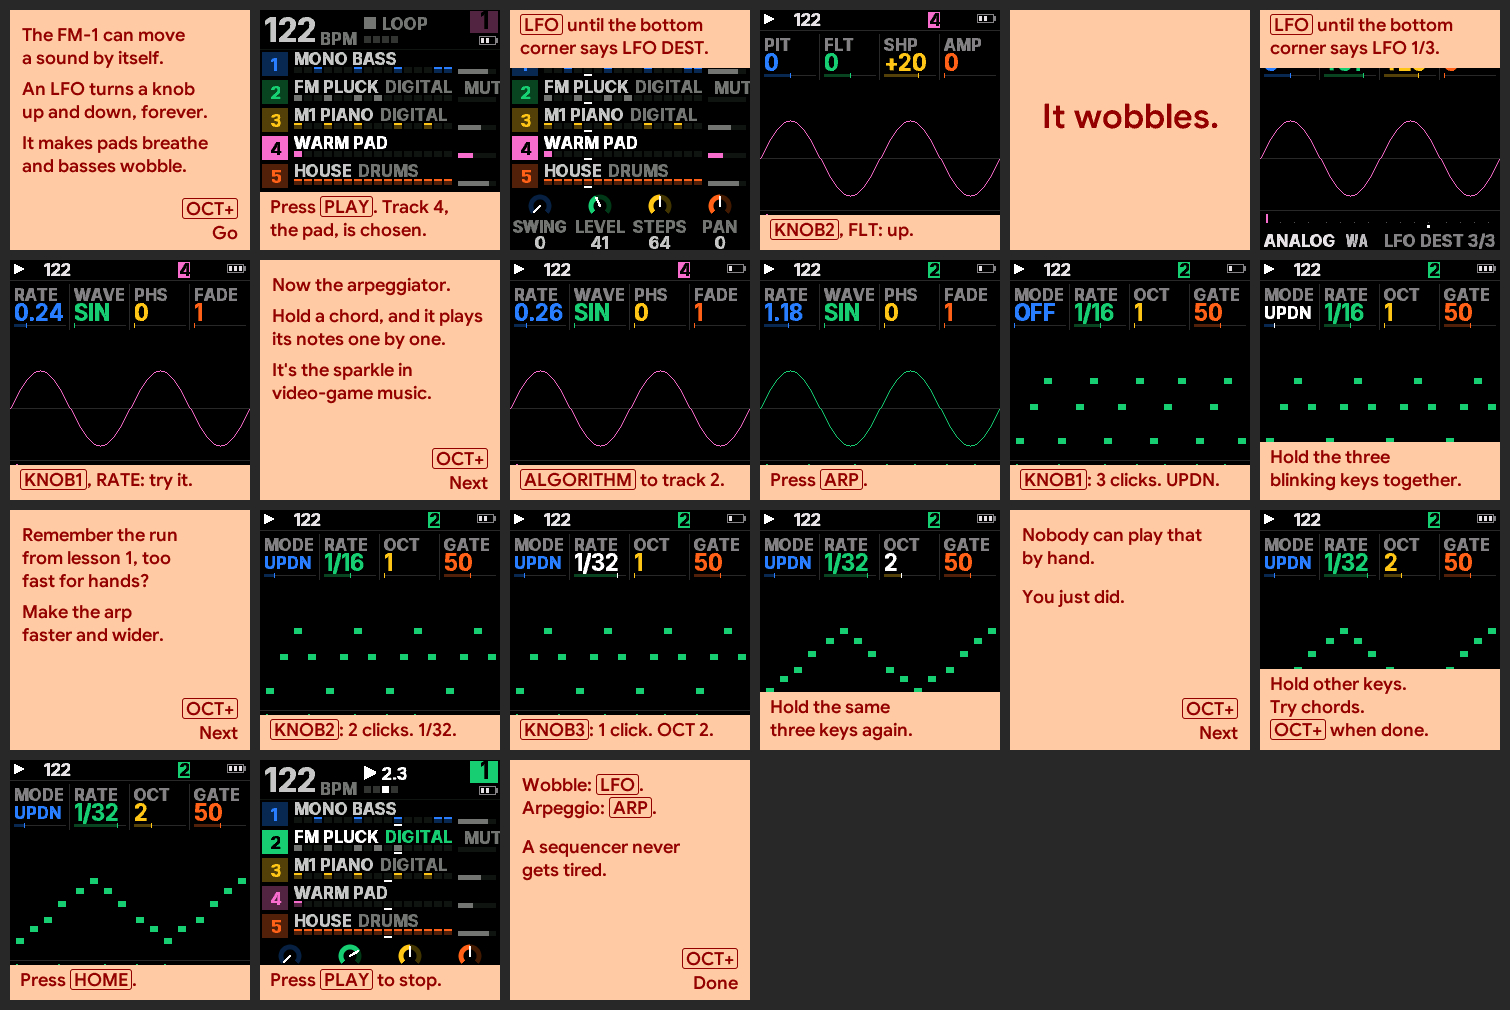 The FM-1 can move
a sound by itself.
An LFO turns a knob
up and down, forever.
It makes pads breathe
and basses wobble.
OCT+
Go
122 BPM LOOP 1
1 MONO BASS
2 FM PLUCK DIGITAL MUT
3 M1 PIANO DIGITAL
4 WARM PAD
5 HOUSE DRUMS
Press PLAY. Track 4,
the pad, is chosen.
LFO until the bottom
corner says LFO DEST.
2 FM PLUCK DIGITAL MUT
3 M1 PIANO DIGITAL
4 WARM PAD
5 HOUSE DRUMS
SWING LEVEL STEPS PAN
0 41 64 0
122 4
PIT FLT SHP AMP
0 0 +20 0
KNOB2, FLT: up.
It wobbles.
LFO until the bottom
corner says LFO 1/3.
ANALOG WA LFO DEST 3/3
122 4
RATE WAVE PHS FADE
0.24 SIN 0 1
KNOB1, RATE: try it.
Now the arpeggiator.
Hold a chord, and it plays
its notes one by one.
It's the sparkle in
video-game music.
OCT+
Next
122 4
RATE WAVE PHS FADE
0.26 SIN 0 1
ALGORITHM to track 2.
122 2
RATE WAVE PHS FADE
1.18 SIN 0 1
Press ARP.
122 2
MODE RATE OCT GATE
OFF 1/16 1 50
KNOB1: 3 clicks. UPDN.
122 2
MODE RATE OCT GATE
UPDN 1/16 1 50
Hold the three
blinking keys together.
Remember the run
from lesson 1, too
fast for hands?
Make the arp
faster and wider.
OCT+
Next
122 2
MODE RATE OCT GATE
UPDN 1/16 1 50
KNOB2: 2 clicks. 1/32.
122 2
MODE RATE OCT GATE
UPDN 1/32 1 50
KNOB3: 1 click. OCT 2.
122 2
MODE RATE OCT GATE
UPDN 1/32 2 50
Hold the same
three keys again.
Nobody can play that
by hand.
You just did.
OCT+
Next
122 2
MODE RATE OCT GATE
UPDN 1/32 2 50
Hold other keys.
Try chords.
OCT+ when done.
122 2
MODE RATE OCT GATE
UPDN 1/32 2 50
Press HOME.
122 BPM 2.3 1
1 MONO BASS
2 FM PLUCK DIGITAL MUT
3 M1 PIANO DIGITAL
4 WARM PAD
5 HOUSE DRUMS
Press PLAY to stop.
Wobble: LFO.
Arpeggio: ARP.
A sequencer never
gets tired.
OCT+
Done